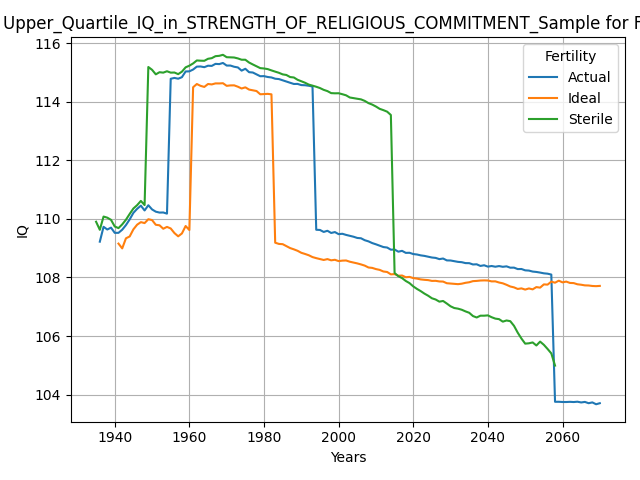 Upper_Quartile_IQ_in_STRENGTH_OF_RELIGIOUS_COMMITMENT_Sample for F
116
114
112
110
108
106
104
IQ
Fertility
Actual
Ideal
Sterile
1940 1960 1980 2000 2020 2040 2060
Years